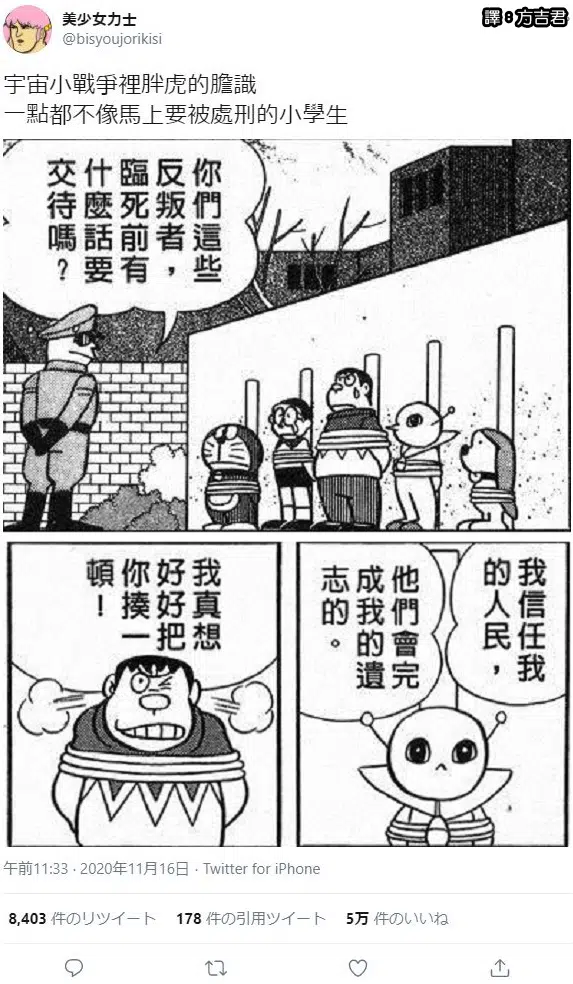 美少女力士
@bisyoujorikisi
譯8方吉君
宇宙小戰爭裡胖虎的膽識
一點都不像馬上要被處刑的小學生
你們這些
反叛者，
臨死前有
什麼話要
交待嗎？
我信任我
的人民，
他們會完
成我的遺
志的。
我真想
好好把
你揍一
頓！
午前11:33 · 2020年11月16日 · Twitter for iPhone
8,403 件のリツイート 178 件の引用ツイート 5万 件のいいね